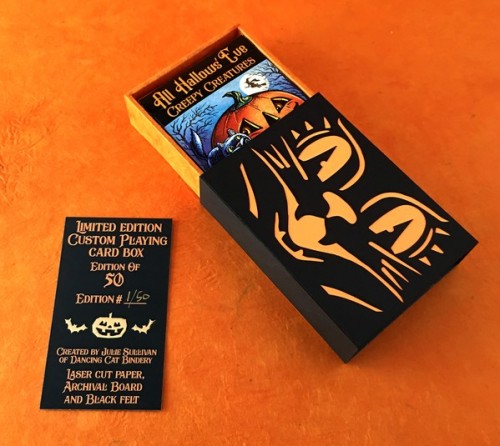 All Hallows' Eve
Creepy Creatures
Limited edition
Custom Playing
card box
Edition Of
50
Edition # 1/50
Created by Julie Sullivan
of Dancing Cat Bindery
Laser cut paper,
Archival Board
and Black felt